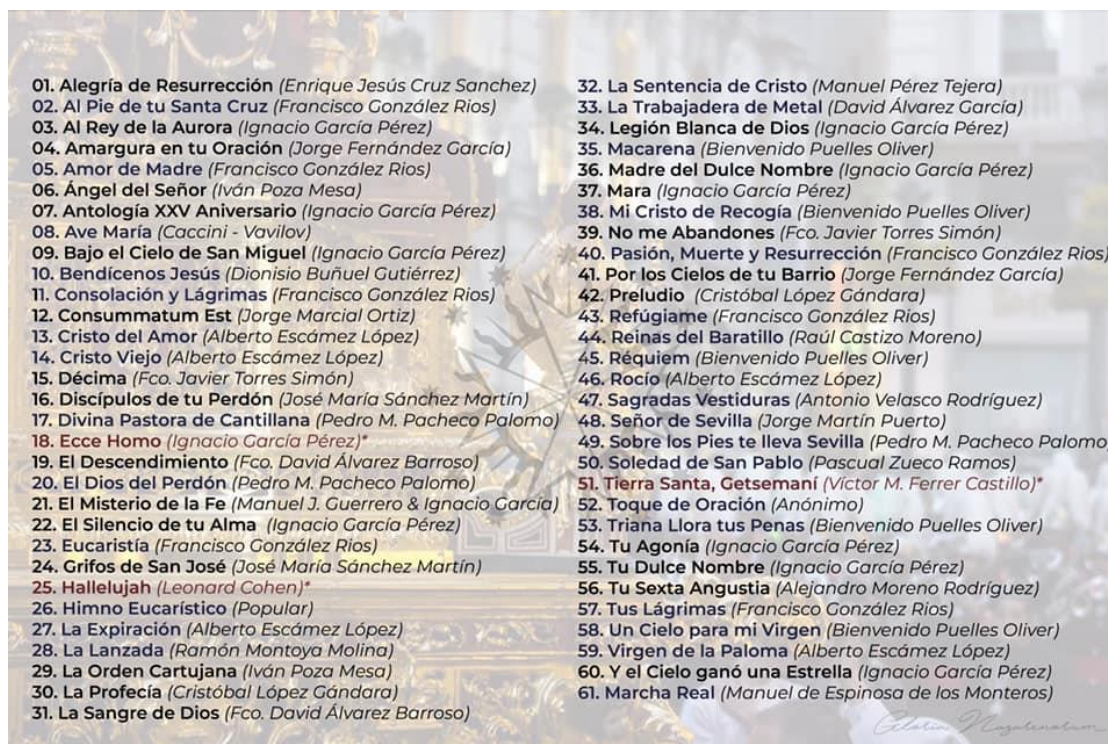 01. Alegría de Resurrección (Enrique Jesús Cruz Sanchez)
02. Al Pie de tu Santa Cruz (Francisco González Rios)
03. Al Rey de la Aurora (Ignacio García Pérez)
04. Amargura en tu Oración (Jorge Fernández García)
05. Amor de Madre (Francisco González Rios)
06. Ángel del Señor (Iván Poza Mesa)
07. Antología XXV Aniversario (Ignacio García Pérez)
08. Ave María (Caccini - Vavilov)
09. Bajo el Cielo de San Miguel (Ignacio García Pérez)
10. Bendícenos Jesús (Dionisio Buñuel Gutiérrez)
11. Consolación y Lágrimas (Francisco González Rios)
12. Consummatum Est (Jorge Marcial Ortiz)
13. Cristo del Amor (Alberto Escámez López)
14. Cristo Viejo (Alberto Escámez López)
15. Décima (Fco. Javier Torres Simón)
16. Discípulos de tu Perdón (José María Sánchez Martín)
17. Divina Pastora de Cantillana (Pedro M. Pacheco Palomo)
18. Ecce Homo (Ignacio García Pérez)*
19. El Descendimiento (Fco. David Álvarez Barroso)
20. El Dios del Perdón (Pedro M. Pacheco Palomo)
21. El Misterio de la Fe (Manuel J. Guerrero & Ignacio García)
22. El Silencio de tu Alma (Ignacio García Pérez)
23. Eucaristía (Francisco González Rios)
24. Grifos de San José (José María Sánchez Martín)
25. Hallelujah (Leonard Cohen)*
26. Himno Eucarístico (Popular)
27. La Expiración (Alberto Escámez López)
28. La Lanzada (Ramón Montoya Molina)
29. La Orden Cartujana (Iván Poza Mesa)
30. La Profecía (Cristóbal López Gándara)
31. La Sangre de Dios (Fco. David Álvarez Barroso)
32. La Sentencia de Cristo (Manuel Pérez Tejera)
33. La Trabajadera de Metal (David Álvarez García)
34. Legión Blanca de Dios (Ignacio García Pérez)
35. Macarena (Bienvenido Puelles Oliver)
36. Madre del Dulce Nombre (Ignacio García Pérez)
37. Mara (Ignacio García Pérez)
38. Mi Cristo de Recogía (Bienvenido Puelles Oliver)
39. No me Abandones (Fco. Javier Torres Simón)
40. Pasión, Muerte y Resurrección (Francisco González Rios)
41. Por los Cielos de tu Barrio (Jorge Fernández García)
42. Preludio (Cristóbal López Gándara)
43. Refúgiame (Francisco González Rios)
44. Reinas del Baratillo (Raúl Castizo Moreno)
45. Réquiem (Bienvenido Puelles Oliver)
46. Rocío (Alberto Escámez López)
47. Sagradas Vestiduras (Antonio Velasco Rodríguez)
48. Señor de Sevilla (Jorge Martín Puerto)
49. Sobre los Pies te lleva Sevilla (Pedro M. Pacheco Palomo)
50. Soledad de San Pablo (Pascual Zueco Ramos)
51. Tierra Santa, Getsemaní (Víctor M. Ferrer Castillo)*
52. Toque de Oración (Anónimo)
53. Triana Llora tus Penas (Bienvenido Puelles Oliver)
54. Tu Agonía (Ignacio García Pérez)
55. Tu Dulce Nombre (Ignacio García Pérez)
56. Tu Sexta Angustia (Alejandro Moreno Rodríguez)
57. Tus Lágrimas (Francisco González Rios)
58. Un Cielo para mi Virgen (Bienvenido Puelles Oliver)
59. Virgen de la Paloma (Alberto Escámez López)
60. Y el Cielo ganó una Estrella (Ignacio García Pérez)
61. Marcha Real (Manuel de Espinosa de los Monteros)
Gloria Nazarenorum